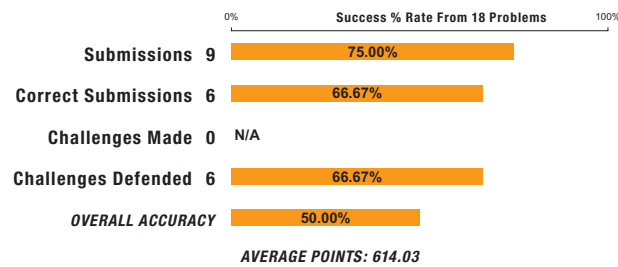 0% Success % Rate From 18 Problems 100%
Submissions 9 75.00%
Correct Submissions 6 66.67%
Challenges Made 0 N/A
Challenges Defended 6 66.67%
OVERALL ACCURACY 50.00%
AVERAGE POINTS: 614.03